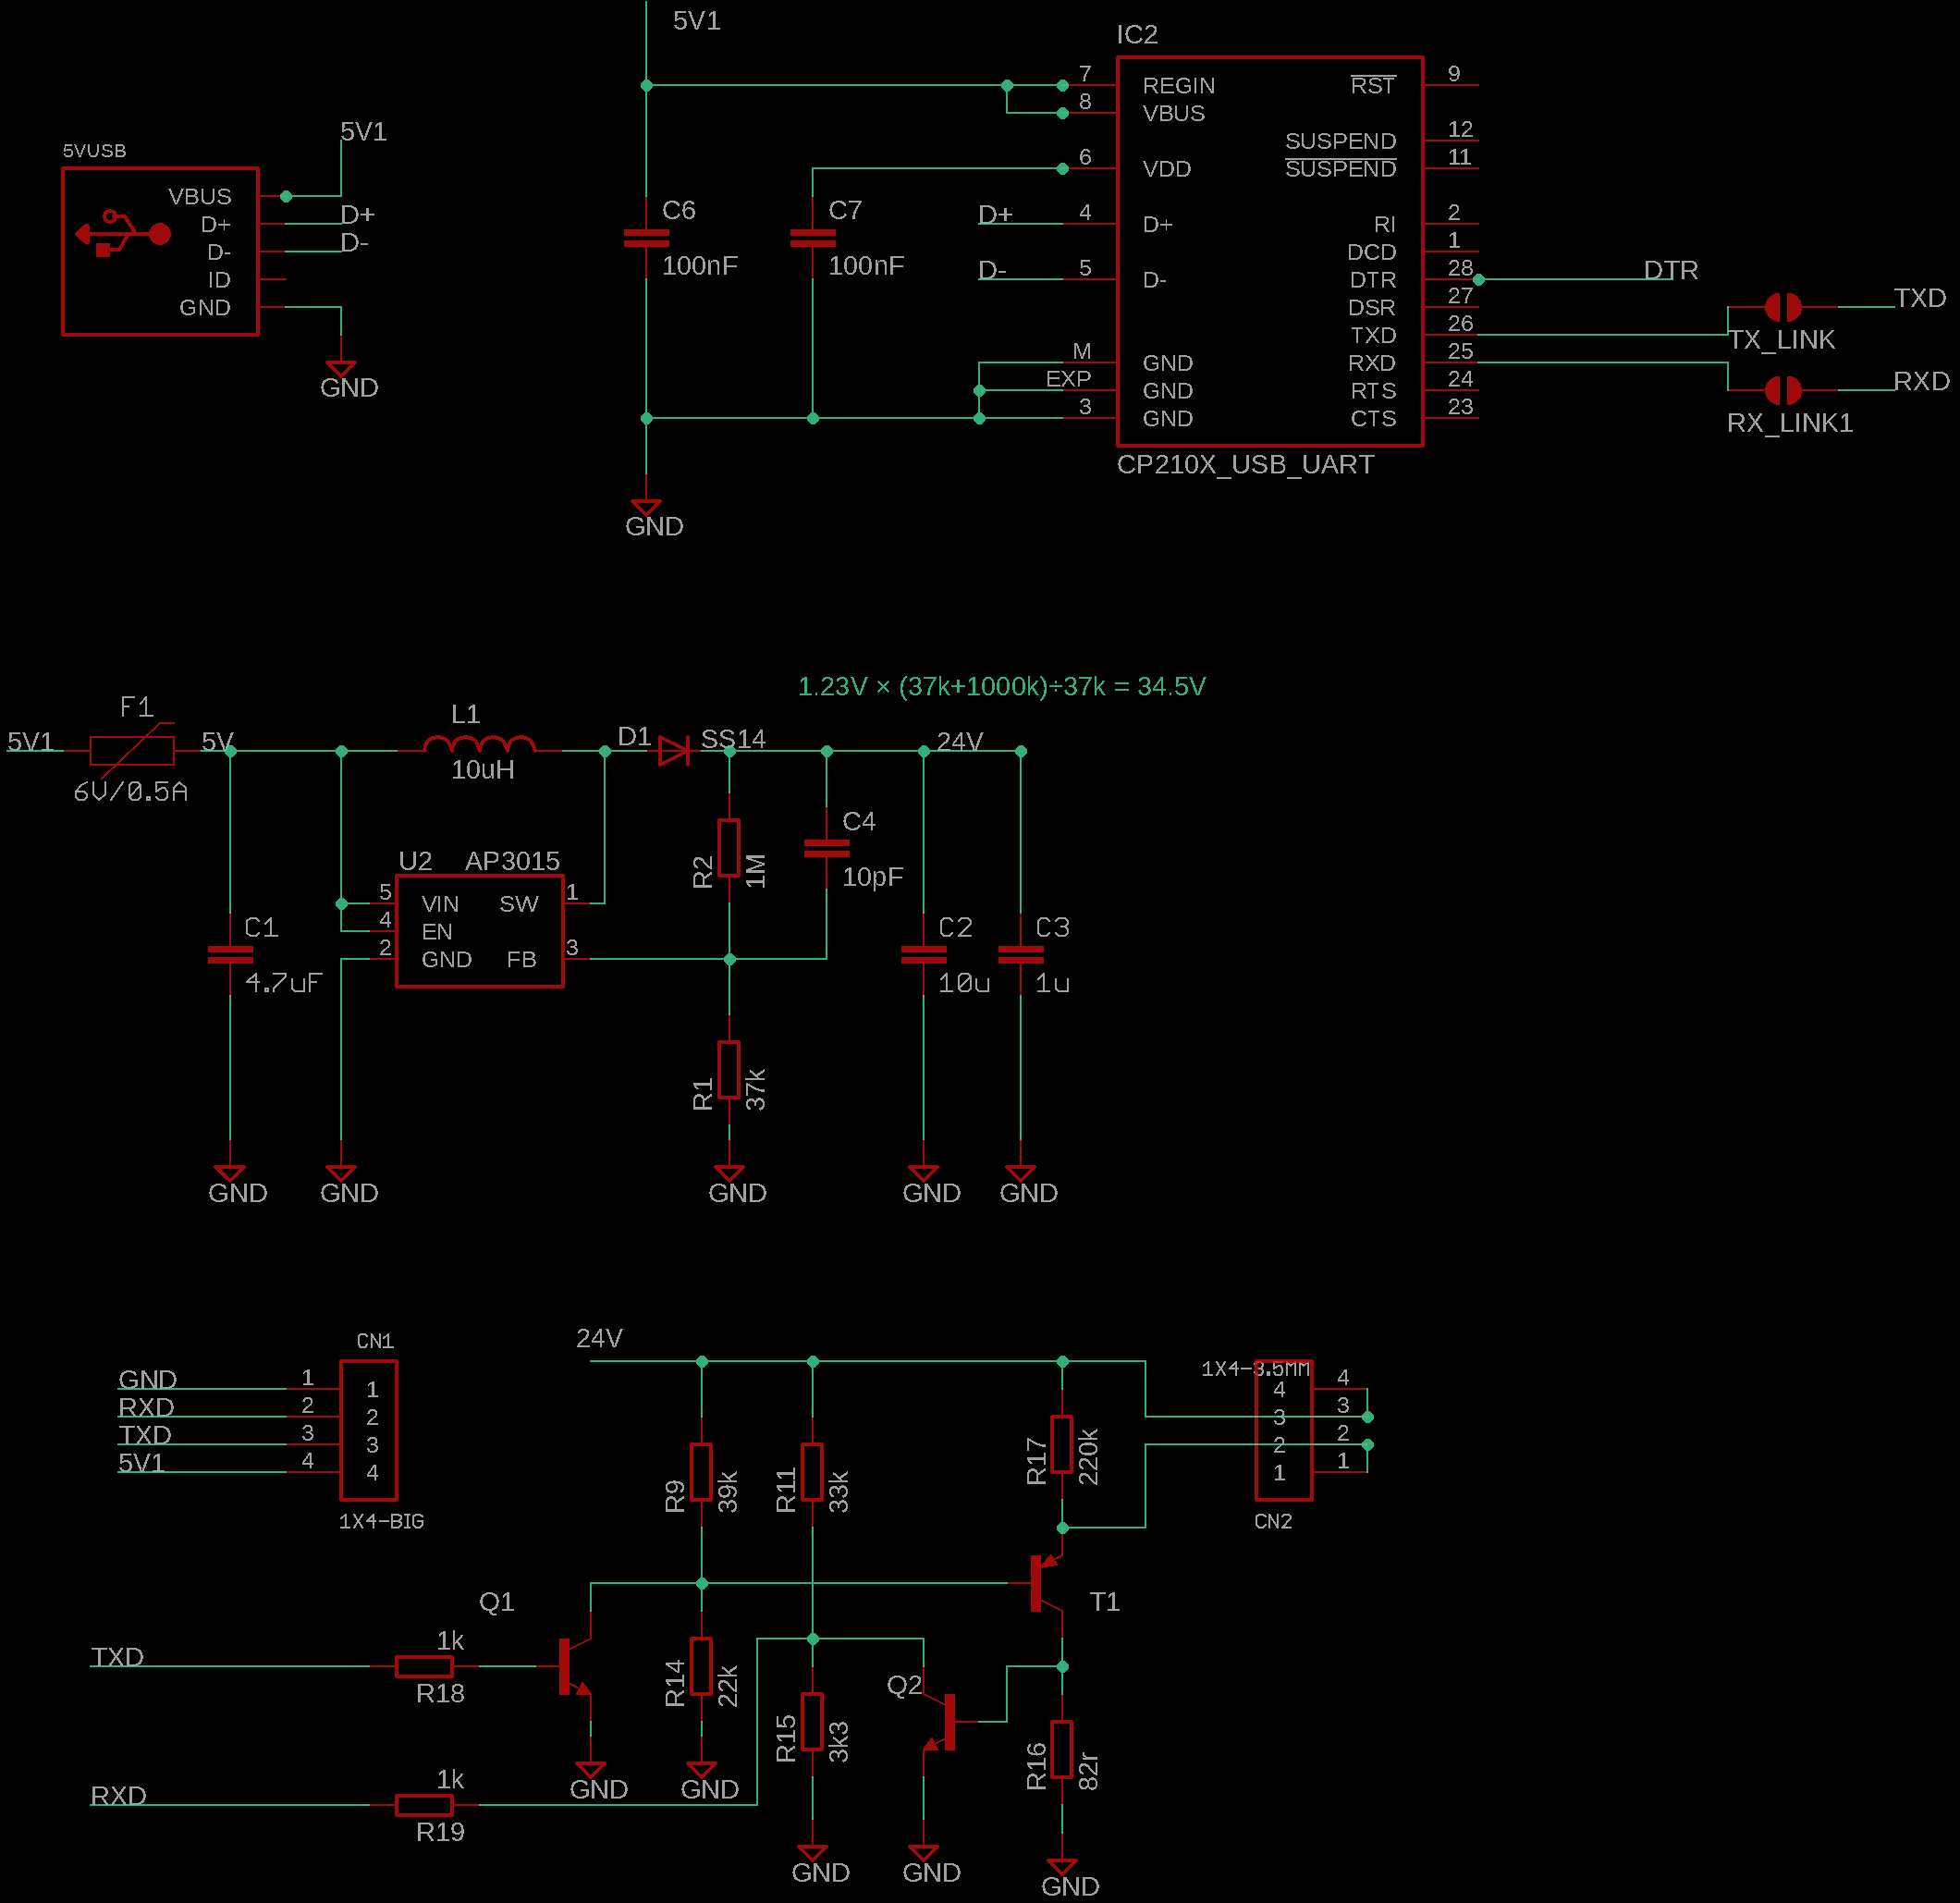 5V1
IC2
7 REGIN
8 VBUS
6 VDD
D+ 4 D+
D- 5 D-
M GND
EXP GND
3 GND
RST 9
SUSPEND 12
SUSPEND 11
RI 2
DCD 1
DTR 28 DTR
DSR 27
TXD 26
RXD 25
RTS 24
CTS 23
TXD
TX_LINK
RXD
RX_LINK1
CP210X_USB_UART
5VUSB
5V1
VBUS
D+ D+
D- D-
ID
GND
GND
C6
100nF
C7
100nF
GND
1.23V × (37k+1000k)÷37k = 34.5V
5V1
F1
6V/0.5A
5V
L1
10uH
D1 SS14
24V
U2 AP3015
5 VIN SW 1
4 EN
2 GND FB 3
R2 1M
C4
10pF
C1
4.7uF
C2
10u
C3
1u
R1 37k
GND
GND
GND
GND
GND
CN1
GND 1 1
RXD 2 2
TXD 3 3
5V1 4 4
1X4-BIG
24V
1X4-3.5MM
4 4
3 3
2 2
1 1
CN2
R9 39k
R11 33k
R17 220k
Q1
T1
TXD
1k
R18
R14 22k
Q2
R15 3k3
R16 82r
RXD
1k
R19
GND
GND
GND
GND
GND